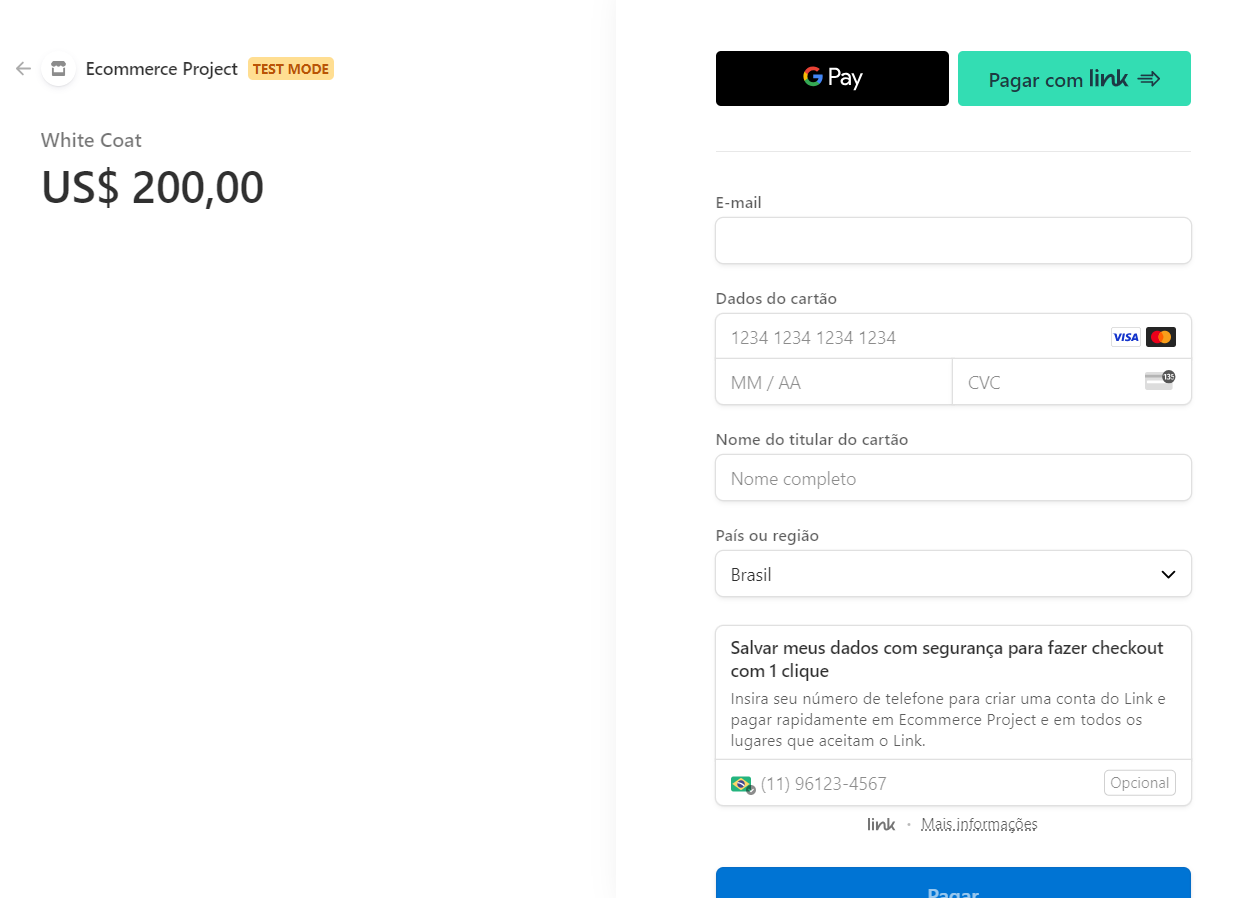 Ecommerce Project TEST MODE
White Coat
US$ 200,00
G Pay
Pagar com link
E-mail
Dados do cartão
1234 1234 1234 1234 VISA
MM / AA CVC 135
Nome do titular do cartão
Nome completo
País ou região
Brasil
Salvar meus dados com segurança para fazer checkout
com 1 clique
Insira seu número de telefone para criar uma conta do Link e
pagar rapidamente em Ecommerce Project e em todos os
lugares que aceitam o Link.
(11) 96123-4567 Opcional
link · Mais informações
Pagar